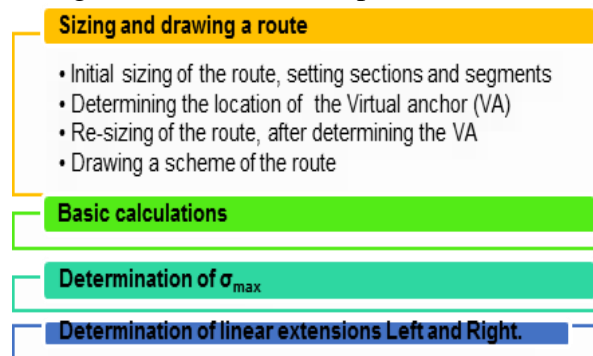 Sizing and drawing a route
• Initial sizing of the route, setting sections and segments
• Determining the location of the Virtual anchor (VA)
• Re-sizing of the route, after determining the VA
• Drawing a scheme of the route
Basic calculations
Determination of σmax
Determination of linear extensions Left and Right.